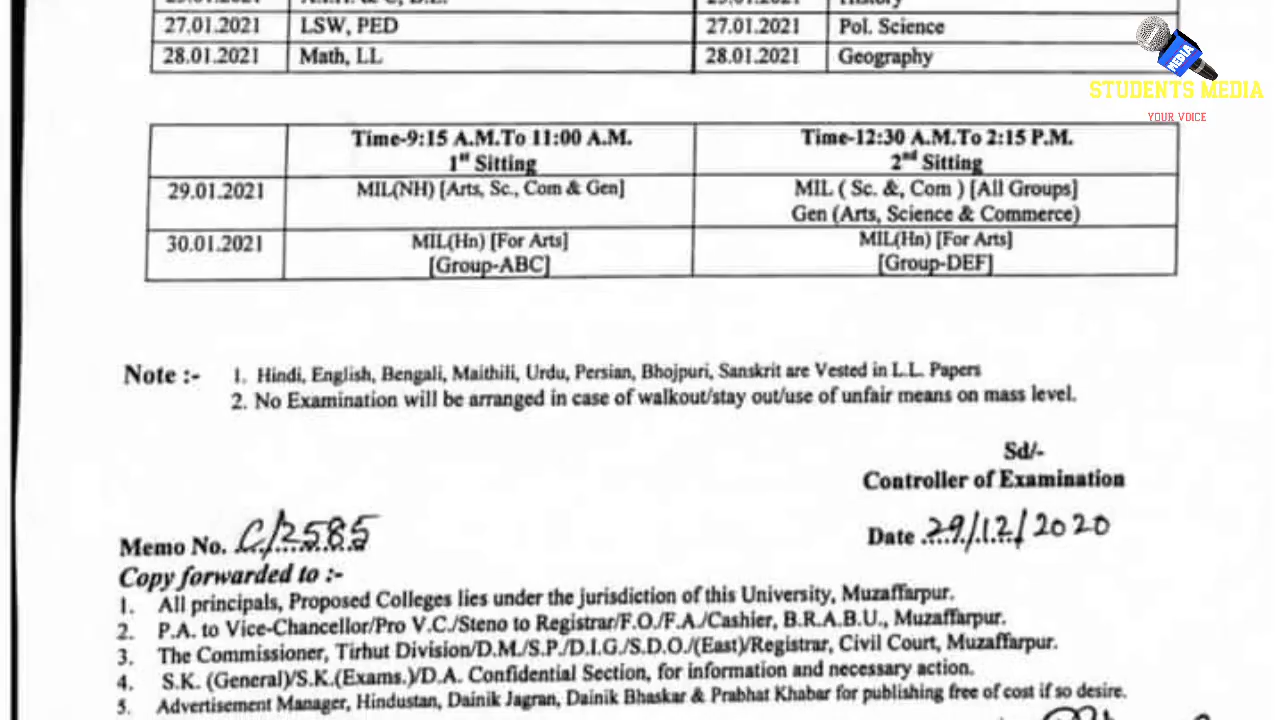 27.01.2021 LSW, PED 27.01.2021 Pol. Science
28.01.2021 Math, LL 28.01.2021 Geography
MEDIA
STUDENTS MEDIA
YOUR VOICE
Time-9:15 A.M.To 11:00 A.M. Time-12:30 A.M.To 2:15 P.M.
1st Sitting 2nd Sitting
29.01.2021 MIL(NH) [Arts, Sc., Com & Gen] MIL ( Sc. &, Com ) [All Groups]
Gen (Arts, Science & Commerce)
30.01.2021 MIL(Hn) [For Arts] MIL(Hn) [For Arts]
[Group-ABC] [Group-DEF]
Note :- 1. Hindi, English, Bengali, Maithili, Urdu, Persian, Bhojpuri, Sanskrit are Vested in L.L. Papers
2. No Examination will be arranged in case of walkout/stay out/use of unfair means on mass level.
Sd/-
Controller of Examination
Memo No. C/2585
Date 29/12/2020
Copy forwarded to :-
1. All principals, Proposed Colleges lies under the jurisdiction of this University, Muzaffarpur.
2. P.A. to Vice-Chancellor/Pro V.C./Steno to Registrar/F.O./F.A./Cashier, B.R.A.B.U., Muzaffarpur.
3. The Commissioner, Tirhut Division/D.M./S.P./D.I.G./S.D.O./(East)/Registrar, Civil Court, Muzaffarpur.
4. S.K. (General)/S.K.(Exams.)/D.A. Confidential Section, for information and necessary action.
5. Advertisement Manager, Hindustan, Dainik Jagran, Dainik Bhaskar & Prabhat Khabar for publishing free of cost if so desire.